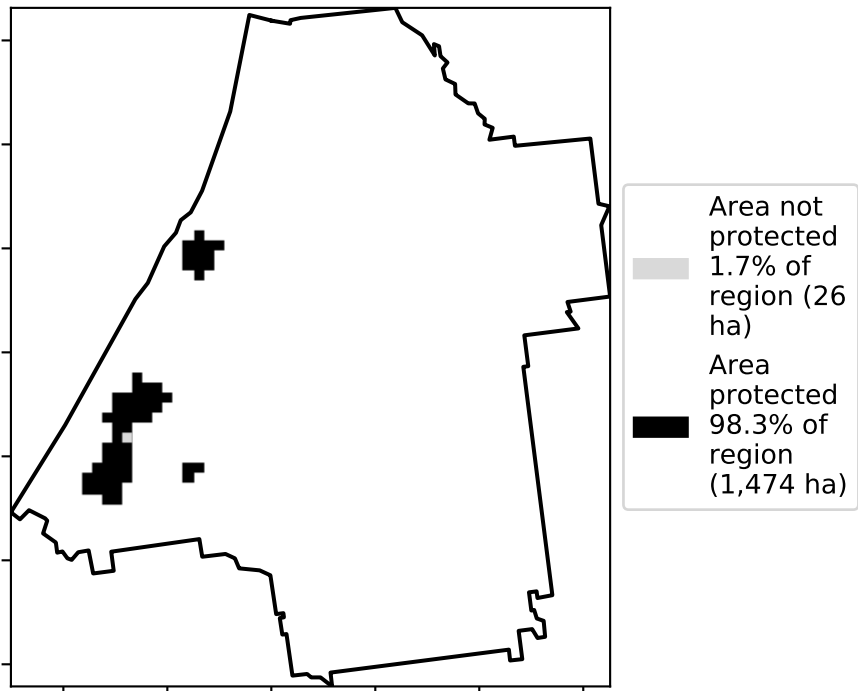 Area not
protected
1.7% of
region (26
ha)
Area
protected
98.3% of
region
(1,474 ha)